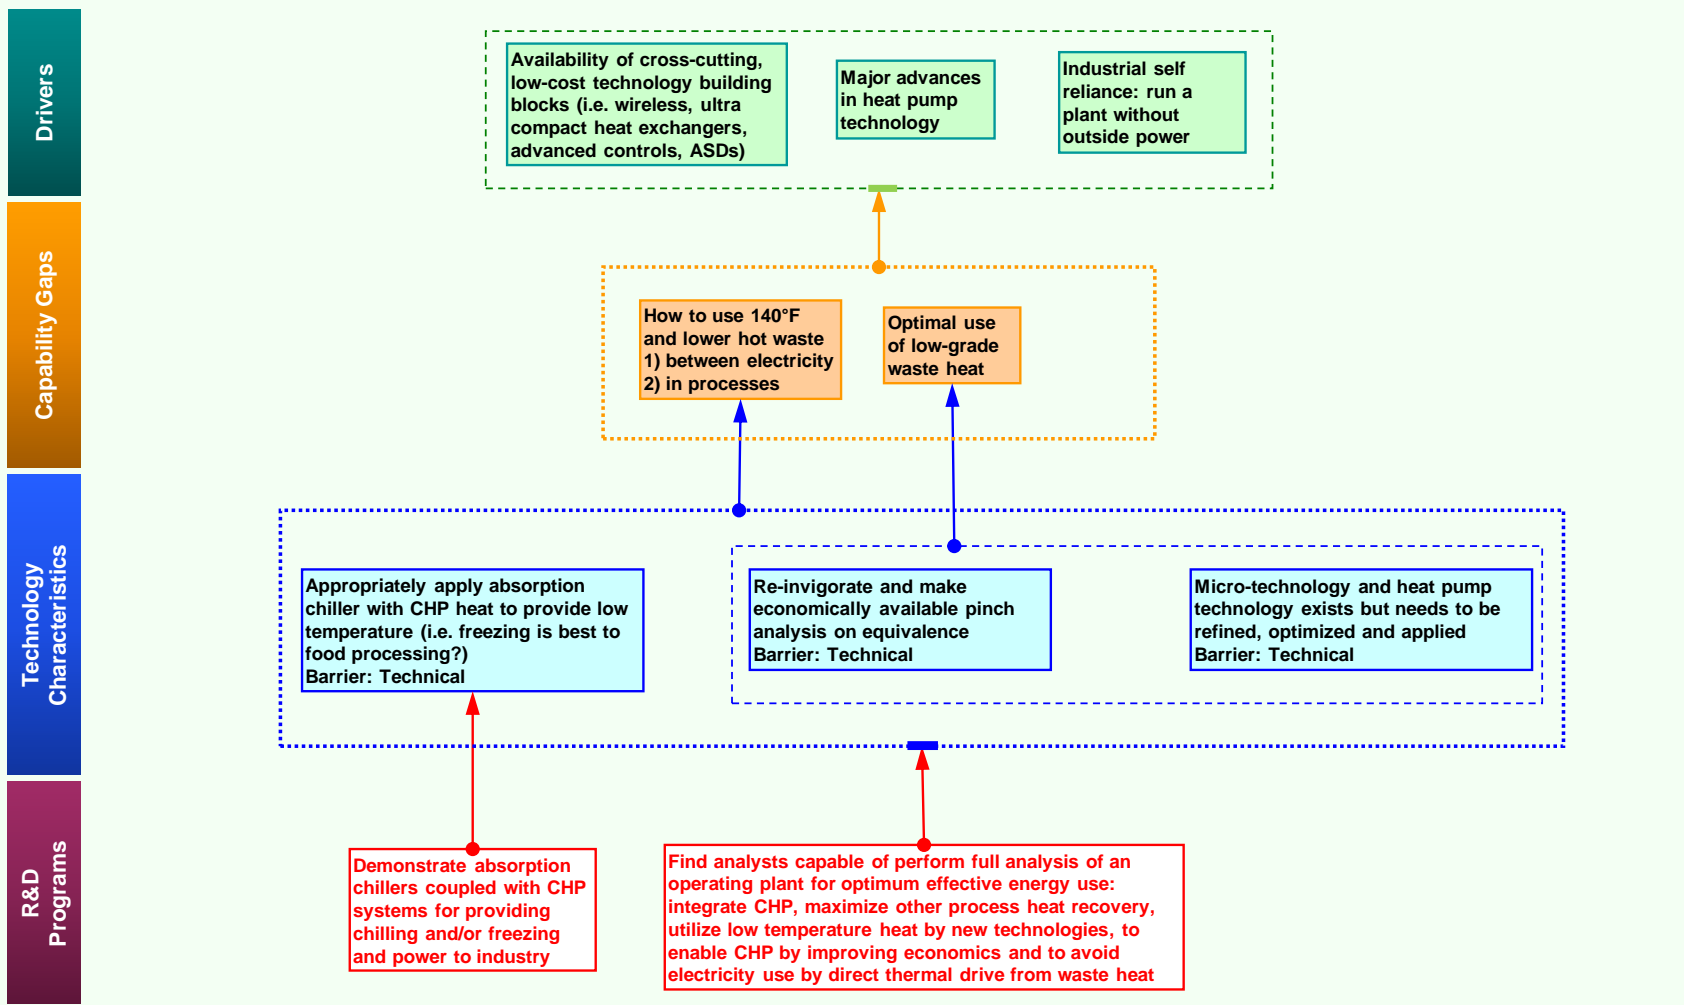 Drivers
Availability of cross-cutting,
low-cost technology building
blocks (i.e. wireless, ultra
compact heat exchangers,
advanced controls, ASDs)
Major advances
in heat pump
technology
Industrial self
reliance: run a
plant without
outside power
Capability Gaps
How to use 140°F
and lower hot waste
1) between electricity
2) in processes
Optimal use
of low-grade
waste heat
Technology
Characteristics
Appropriately apply absorption
chiller with CHP heat to provide low
temperature (i.e. freezing is best to
food processing?)
Barrier: Technical
Re-invigorate and make
economically available pinch
analysis on equivalence
Barrier: Technical
Micro-technology and heat pump
technology exists but needs to be
refined, optimized and applied
Barrier: Technical
R&D
Programs
Demonstrate absorption
chillers coupled with CHP
systems for providing
chilling and/or freezing
and power to industry
Find analysts capable of perform full analysis of an
operating plant for optimum effective energy use:
integrate CHP, maximize other process heat recovery,
utilize low temperature heat by new technologies, to
enable CHP by improving economics and to avoid
electricity use by direct thermal drive from waste heat